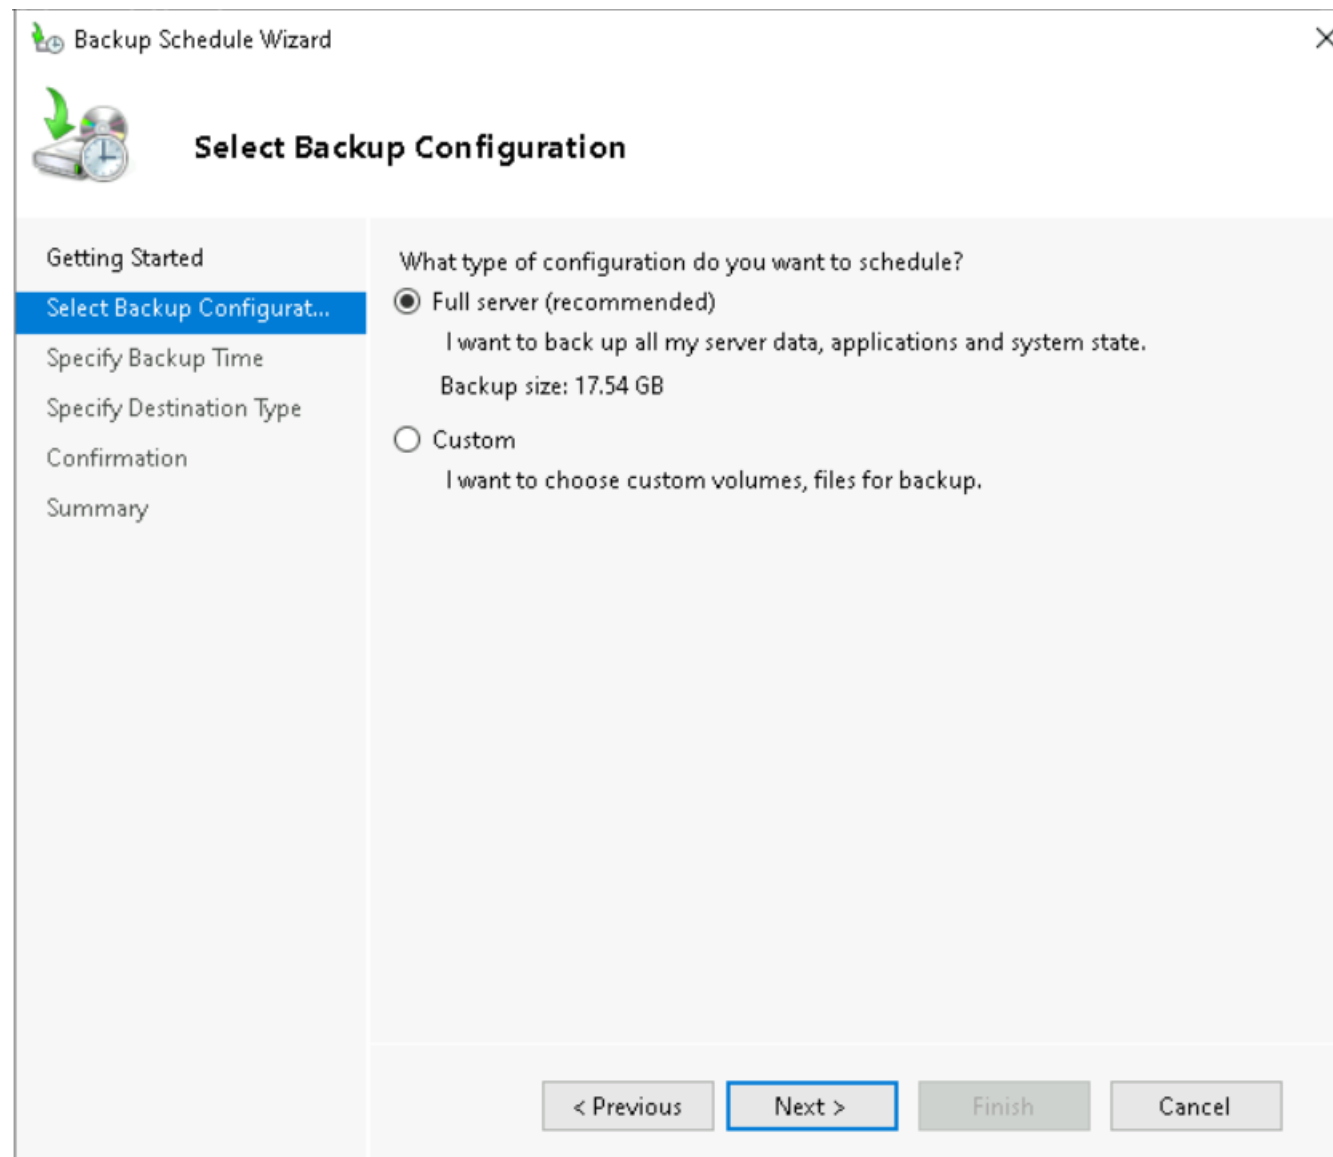 Backup Schedule Wizard
Select Backup Configuration
Getting Started
Select Backup Configurat...
Specify Backup Time
Specify Destination Type
Confirmation
Summary
What type of configuration do you want to schedule?
Full server (recommended)
I want to back up all my server data, applications and system state.
Backup size: 17.54 GB
Custom
I want to choose custom volumes, files for backup.
< Previous
Next >
Finish
Cancel